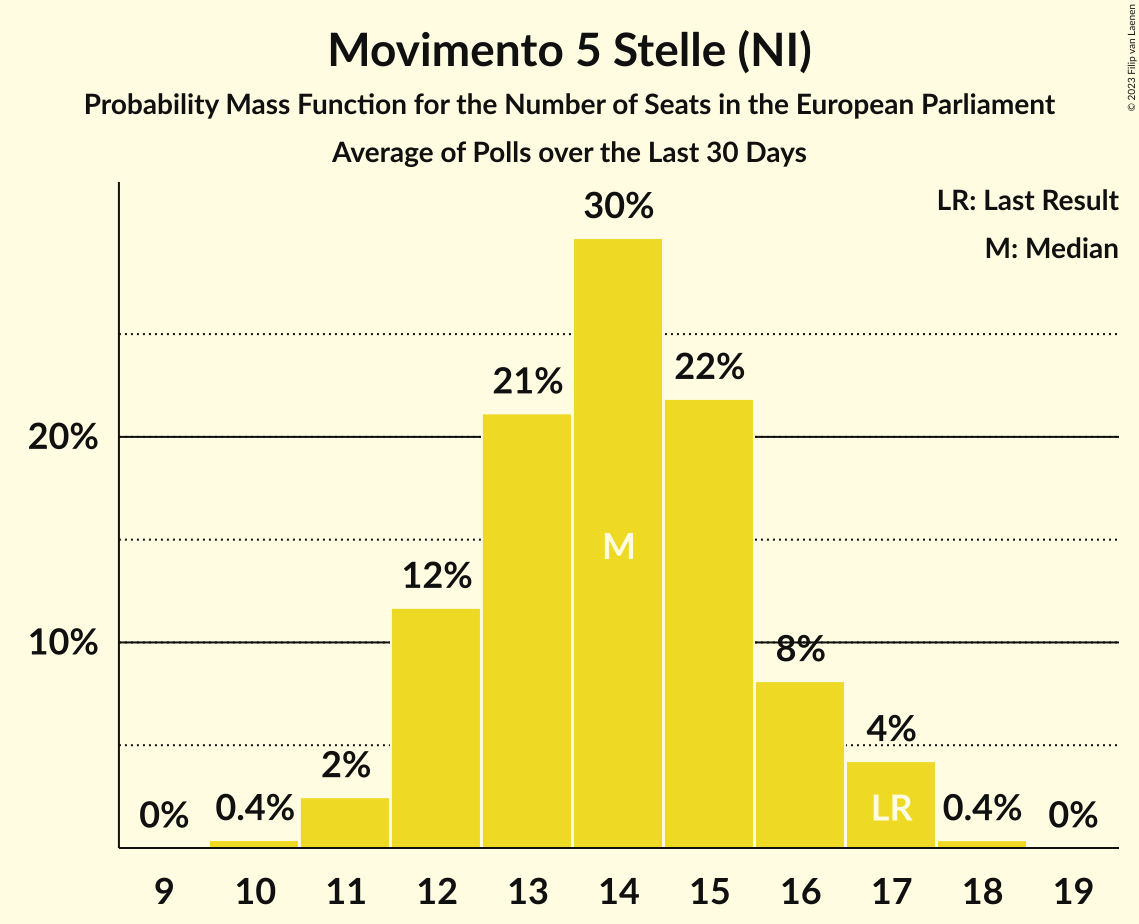 Movimento 5 Stelle (NI)
Probability Mass Function for the Number of Seats in the European Parliament
Average of Polls over the Last 30 Days
© 2023 Filip van Laenen
LR: Last Result
M: Median
30%
22%
21%
20%
M
12%
10%
8%
4%
2%
LR
0% 0.4% 0.4% 0%
9 10 11 12 13 14 15 16 17 18 19